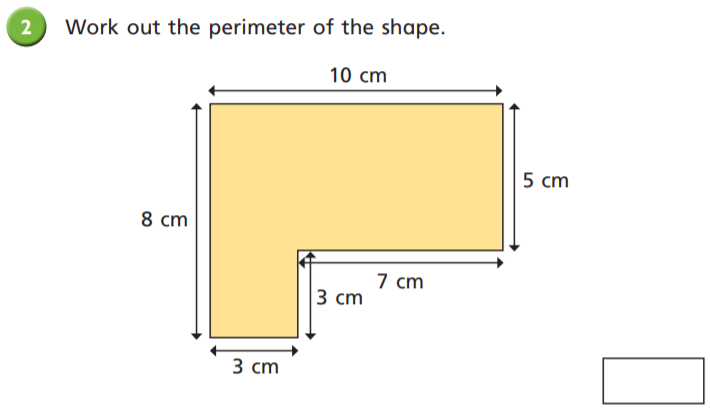 2 Work out the perimeter of the shape.
10 cm
5 cm
8 cm
7 cm
3 cm
3 cm